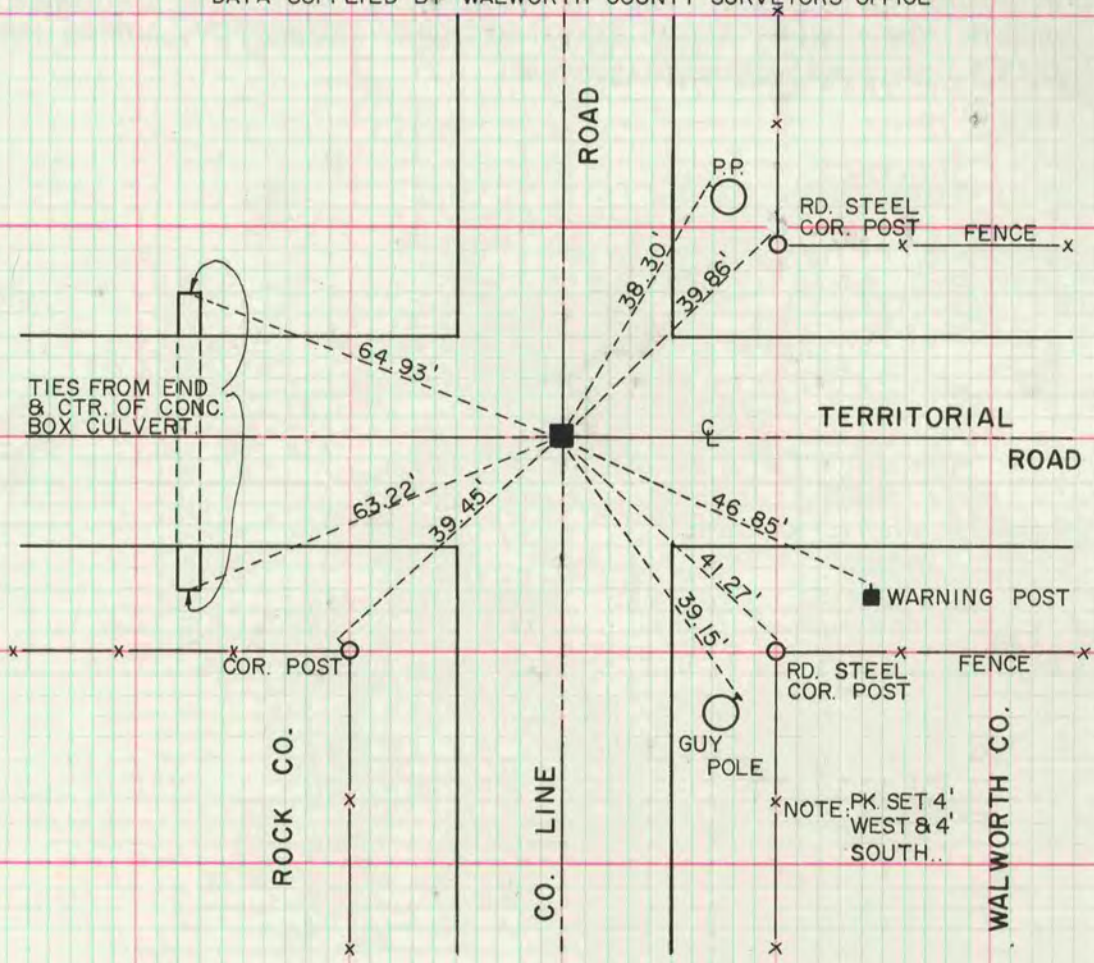 DATA SUPPLIED BY WALWORTH COUNTY SURVEYORS OFFICE
ROAD
P.P.
RD. STEEL
COR. POST
FENCE
38.30'
39.86'
64.93'
TIES FROM END
& CTR. OF CONC.
BOX CULVERT.
TERRITORIAL
ROAD
℄
63.22'
39.45'
46.85'
41.27'
39.15'
WARNING POST
COR. POST
RD. STEEL
COR. POST
FENCE
GUY
POLE
NOTE: PK. SET 4'
WEST & 4'
SOUTH..
ROCK CO.
CO. LINE
WALWORTH CO.